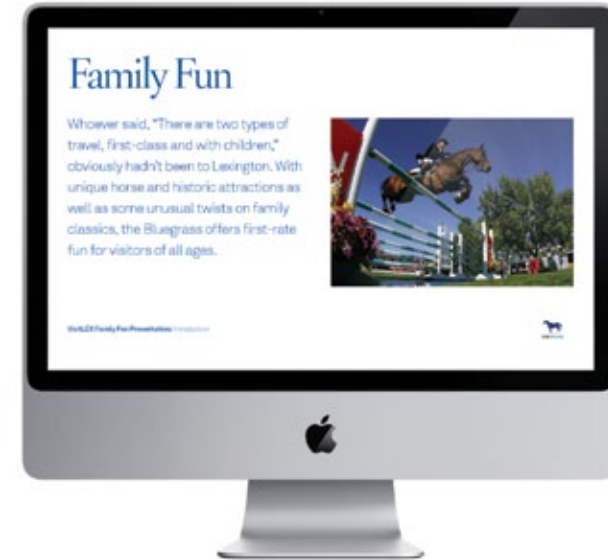 Family Fun
Whoever said, "There are two types of
travel, first-class and with children,"
obviously hadn't been to Lexington. With
unique horse and historic attractions as
well as some unusual twists on family
classics, the Bluegrass offers first-rate
fun for visitors of all ages.
VisitLEX Family Fun Presentation